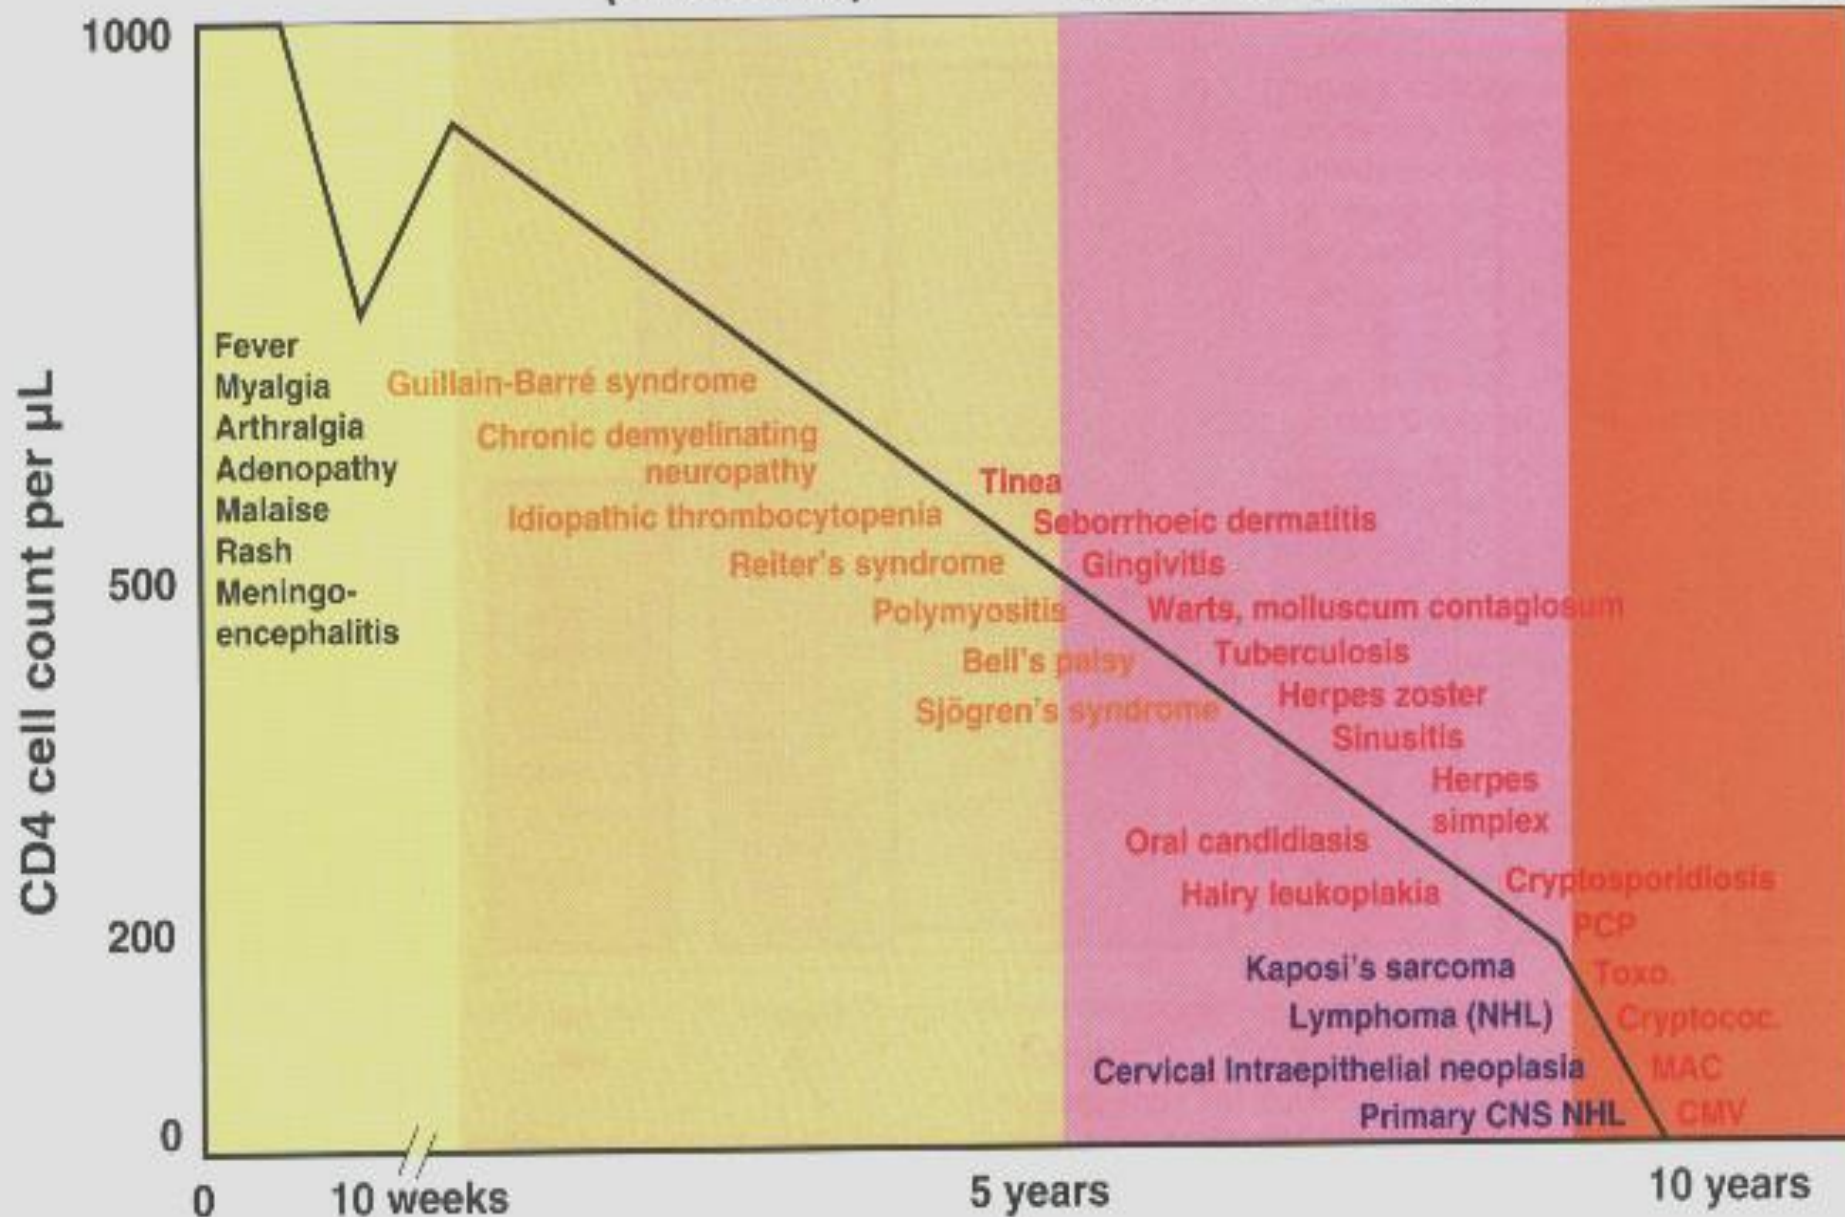 1000
500
200
0
CD4 cell count per µL
Fever
Myalgia
Arthralgia
Adenopathy
Malaise
Rash
Meningo-
encephalitis
Guillain-Barré syndrome
Chronic demyelinating
neuropathy
Idiopathic thrombocytopenia
Reiter's syndrome
Polymyositis
Bell's palsy
Sjögren's syndrome
Tinea
Seborrhoeic dermatitis
Gingivitis
Warts, molluscum contagiosum
Tuberculosis
Herpes zoster
Sinusitis
Herpes
simplex
Oral candidiasis
Hairy leukoplakia
Cryptosporidiosis
PCP
Toxo.
Cryptococ.
MAC
CMV
Kaposi's sarcoma
Lymphoma (NHL)
Cervical Intraepithelial neoplasia
Primary CNS NHL
0
10 weeks
5 years
10 years